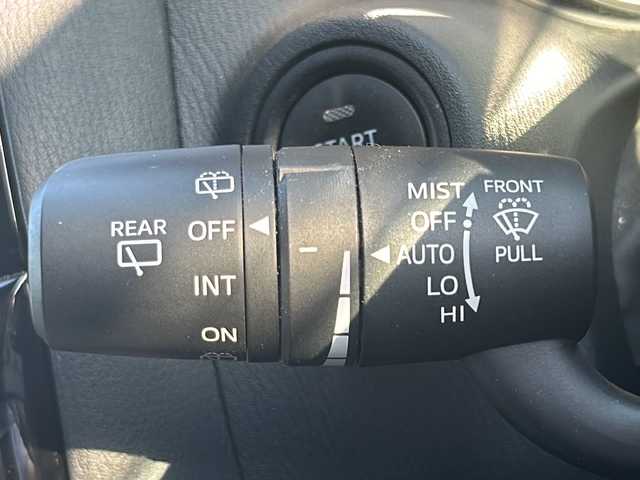 START
REAR
OFF
INT
ON
MIST
OFF
AUTO
LO
HI
FRONT
PULL